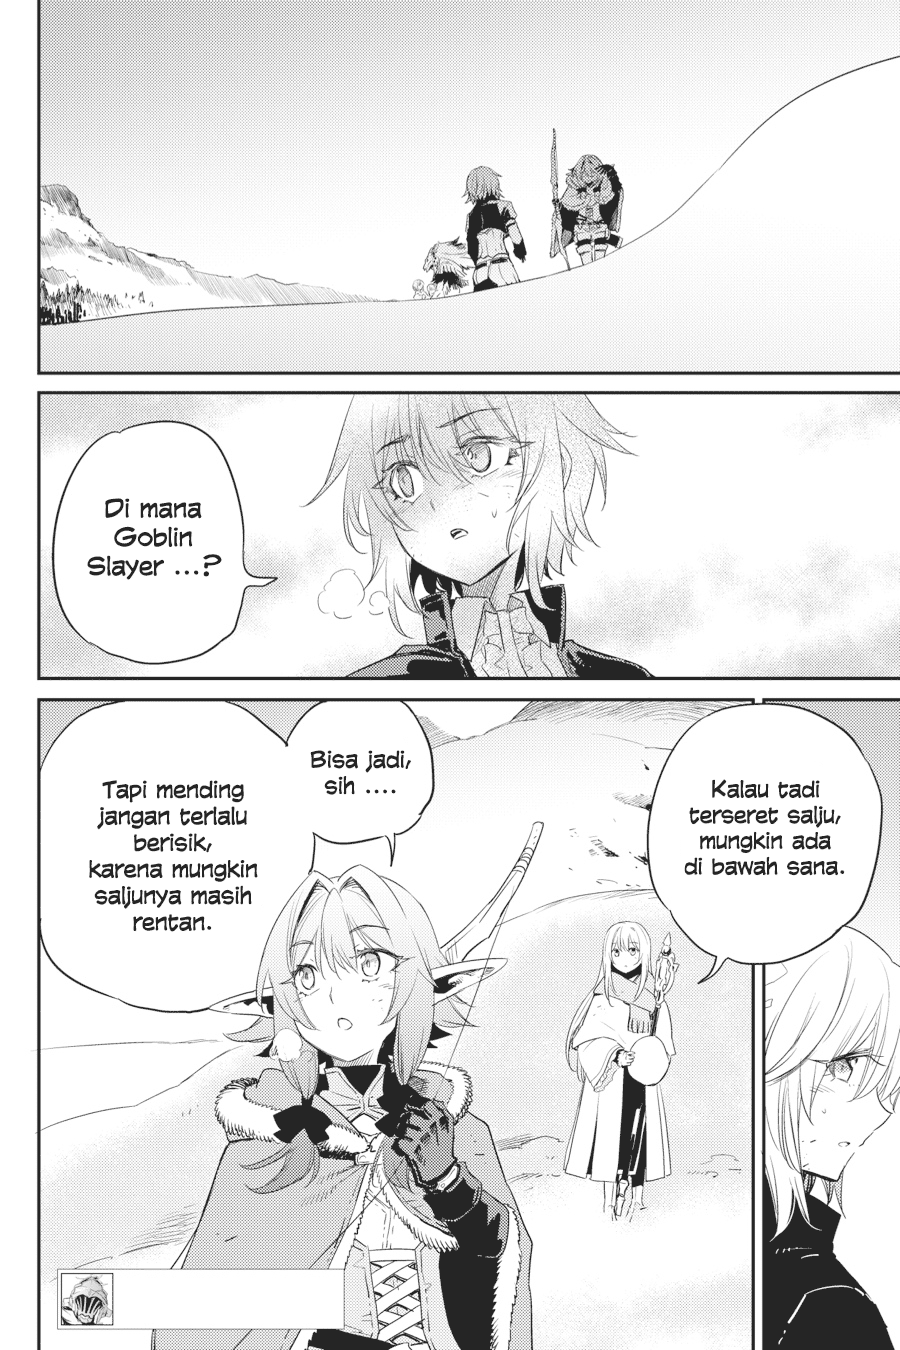 Di mana
Goblin
Slayer ...?
Kalau tadi
terseret salju,
mungkin ada
di bawah sana.
Bisa jadi,
sih ....
Tapi mending
jangan terlalu
berisik,
karena mungkin
saljunya masih
rentan.